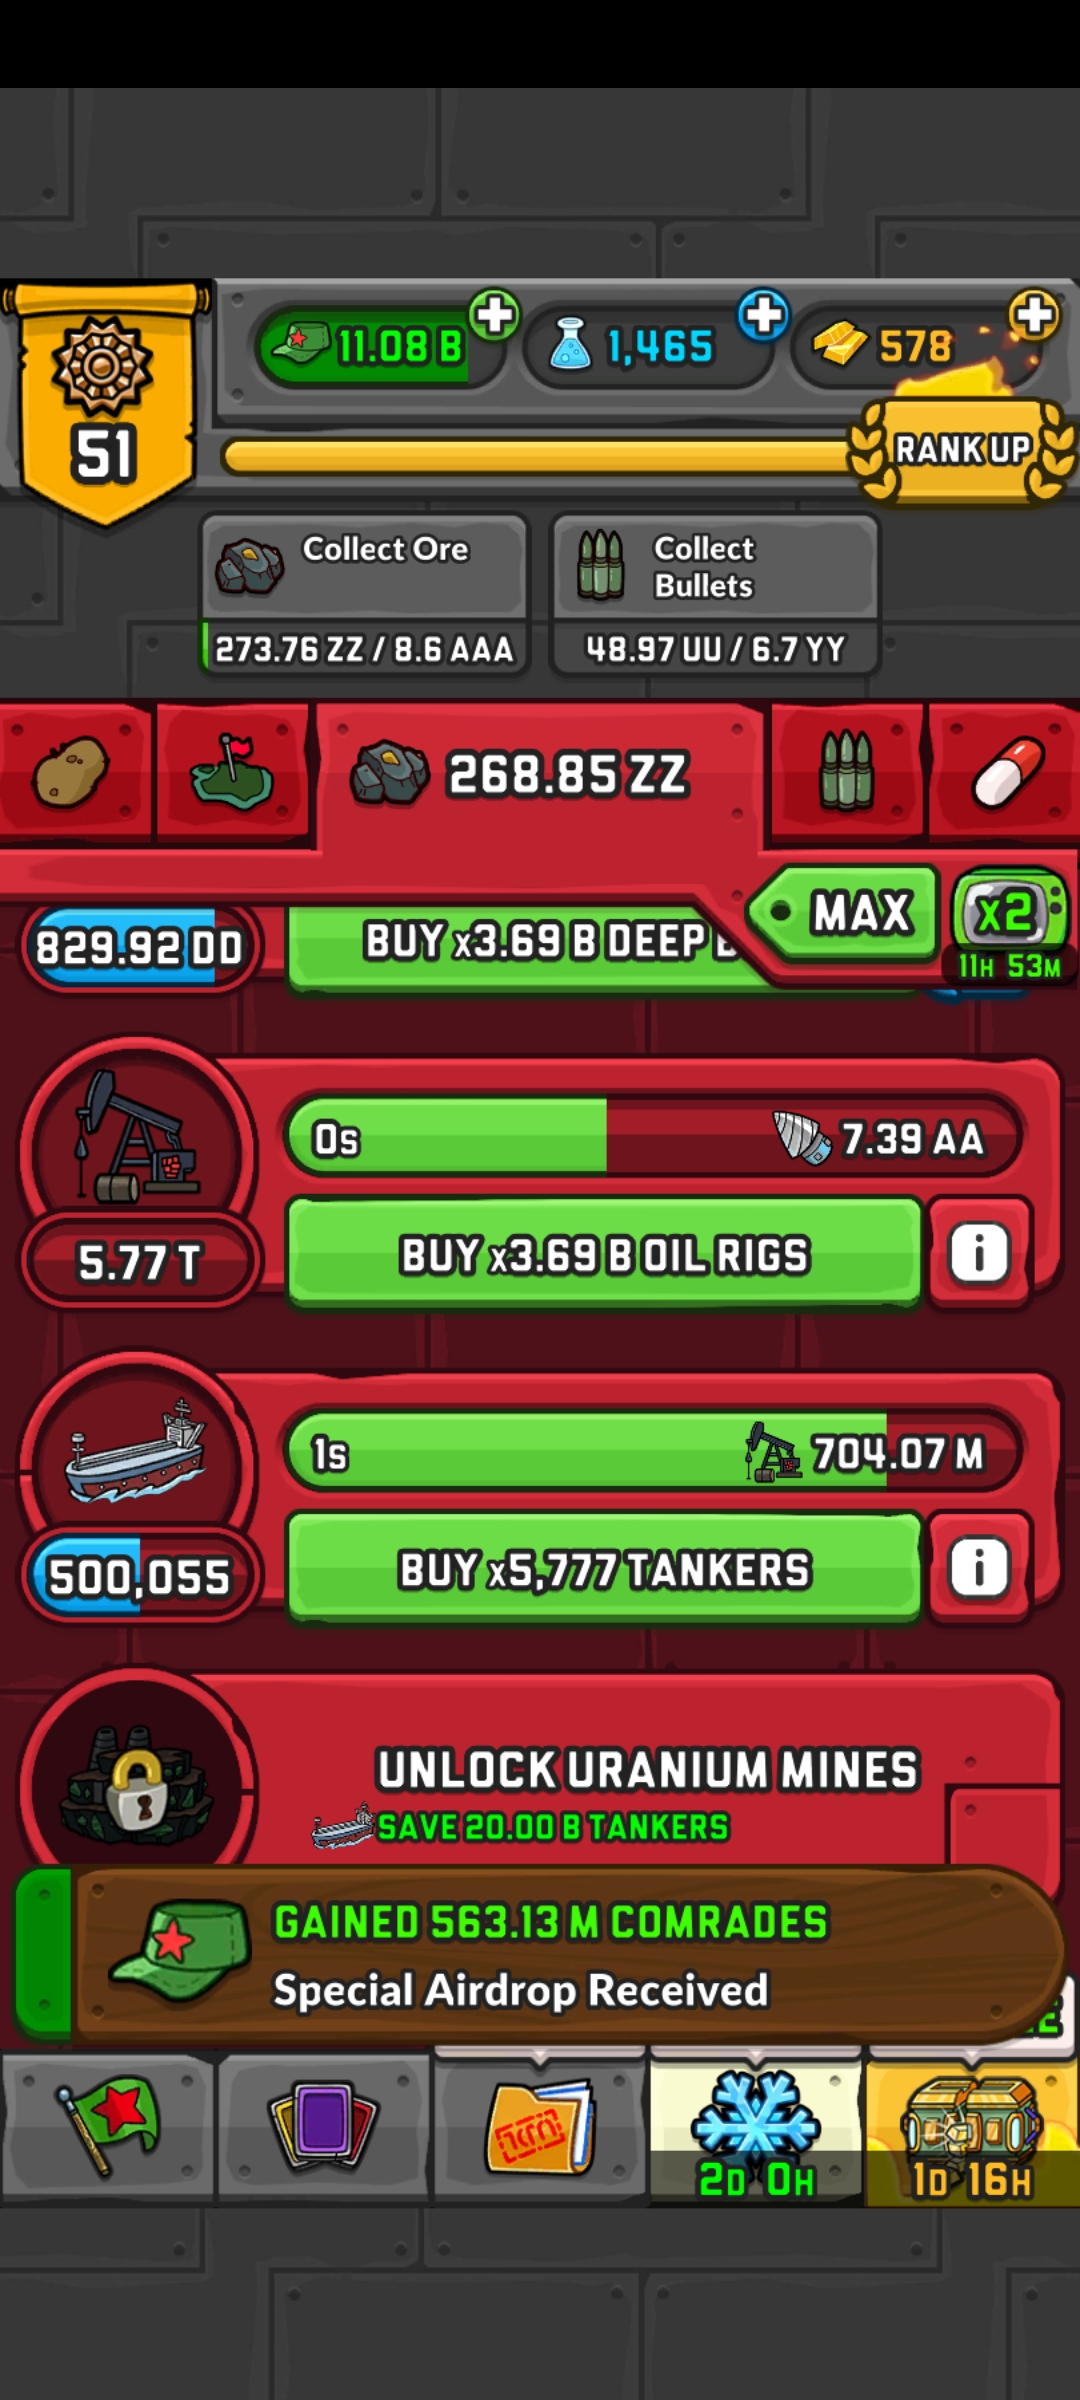 11.08 B
1,465
578
51
RANK UP
Collect Ore
273.76 ZZ / 8.6 AAA
Collect
Bullets
48.97 UU / 6.7 YY
268.85 ZZ
MAX
x2
11H 53M
829.92 DD
BUY x3.69 B DEEP
0s
7.39 AA
5.77 T
BUY x3.69 B OIL RIGS
i
1s
704.07 M
500,055
BUY x5,777 TANKERS
i
UNLOCK URANIUM MINES
SAVE 20.00 B TANKERS
GAINED 563.13 M COMRADES
Special Airdrop Received
2D 0H
1D 16H